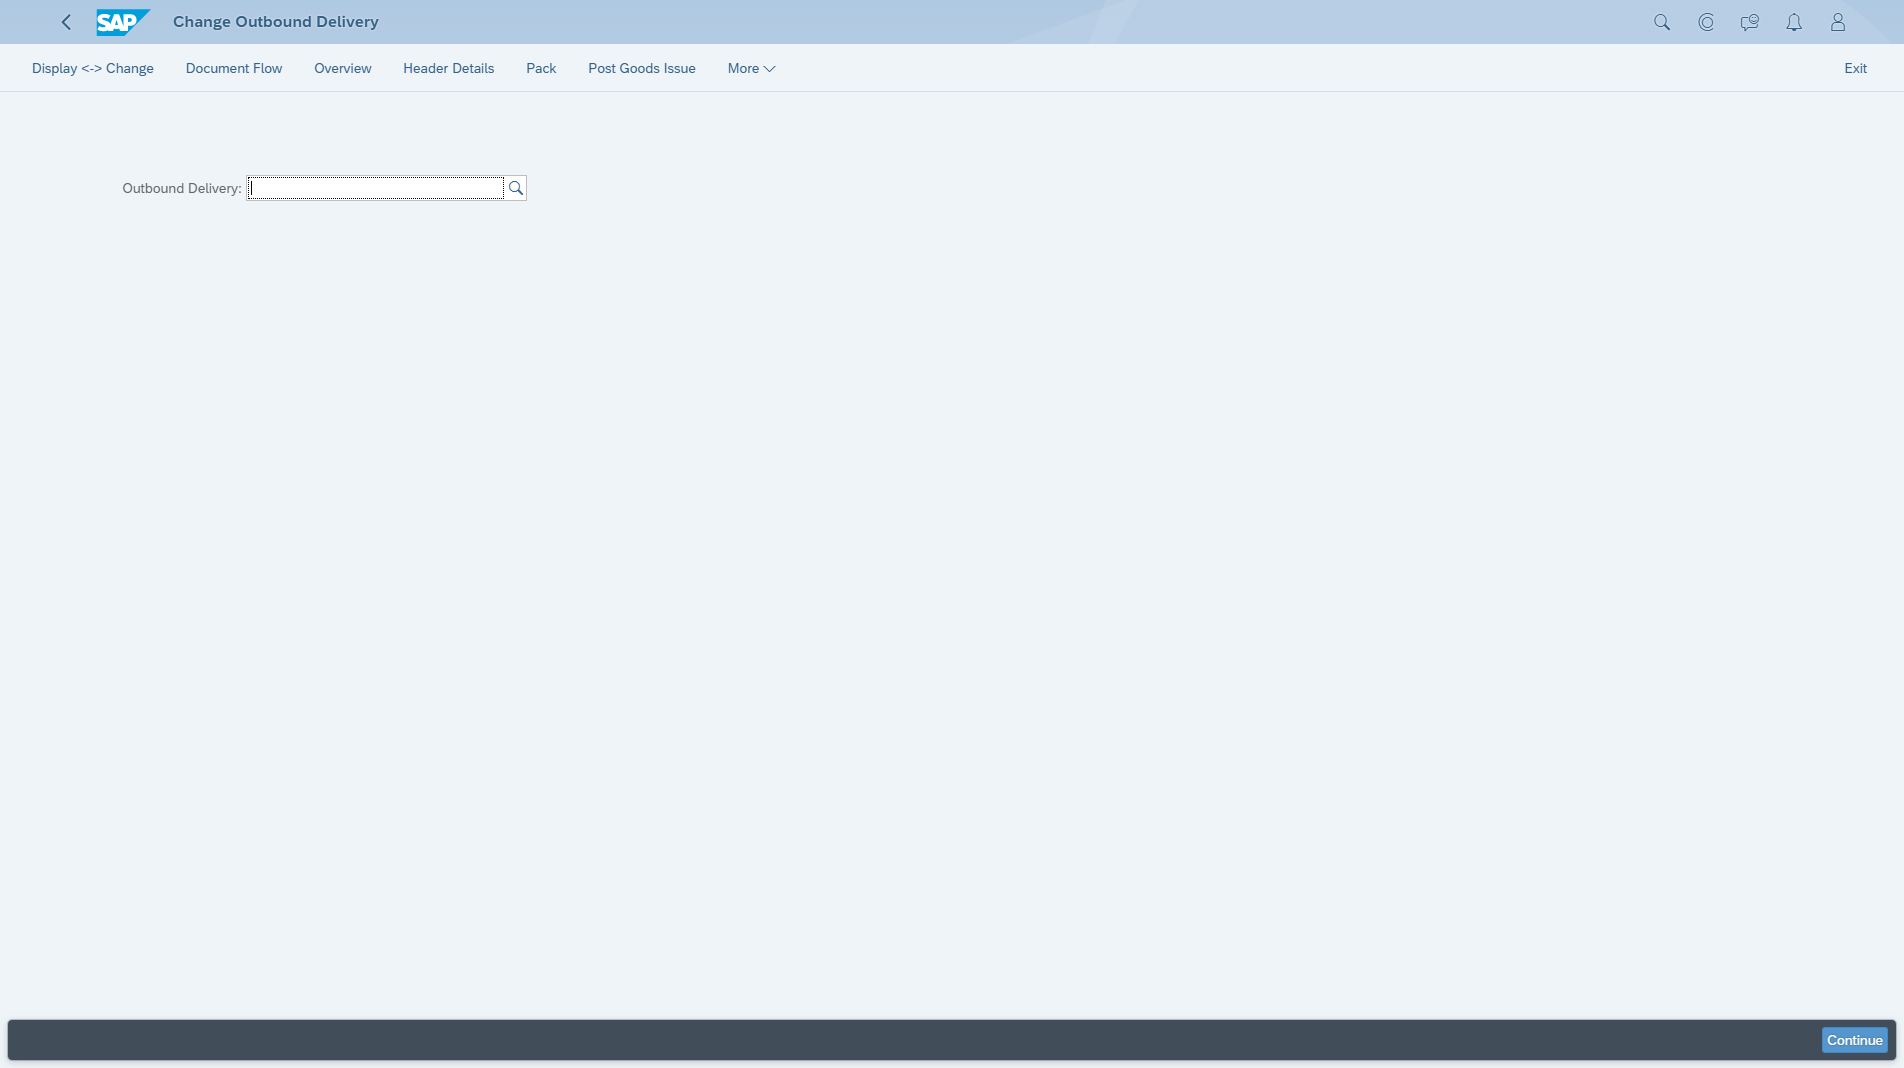 SAP Change Outbound Delivery
Display <-> Change Document Flow Overview Header Details Pack Post Goods Issue More Exit
Outbound Delivery:
Continue